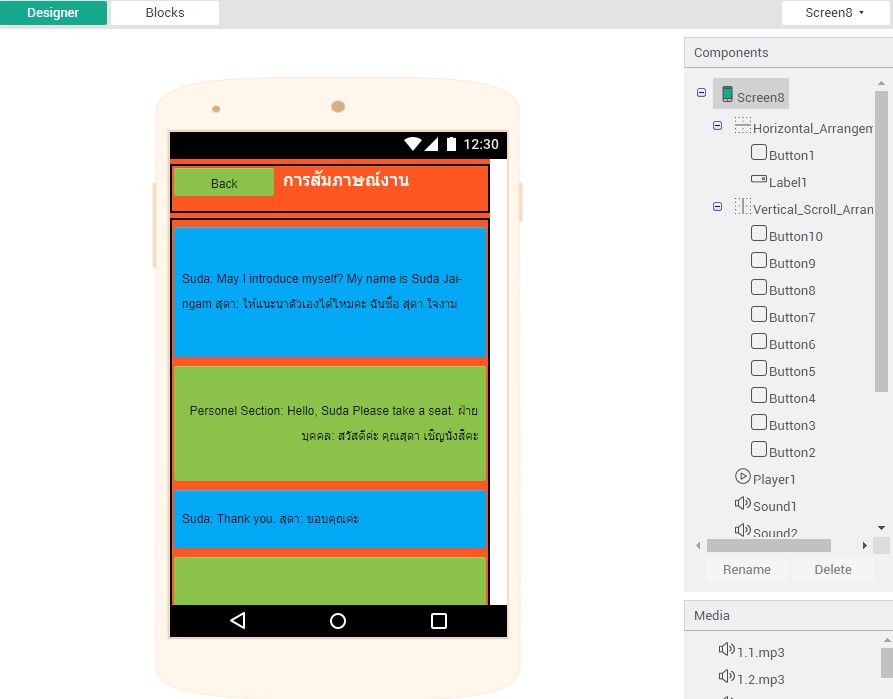 Designer
Blocks
Screen8
Components
Screen8
Horizontal_Arrangem
Button1
Label1
Vertical_Scroll_Arran
Button10
Button9
Button8
Button7
Button6
Button5
Button4
Button3
Button2
Player1
Sound1
Sound2
Rename
Delete
Media
1.1.mp3
1.2.mp3
12:30
Back
การสัมภาษณ์งาน
Suda: May I introduce myself? My name is Suda Jai-
ngam สุดา: ให้แนะนาตัวเองได้ไหมคะ ฉันชื่อ สุดา ใจงาม
Personel Section: Hello, Suda Please take a seat. ฝ่าย
บุคคล: สวัสดีค่ะ คุณสุดา เชิญนั่งสิคะ
Suda: Thank you. สุดา: ขอบคุณค่ะ